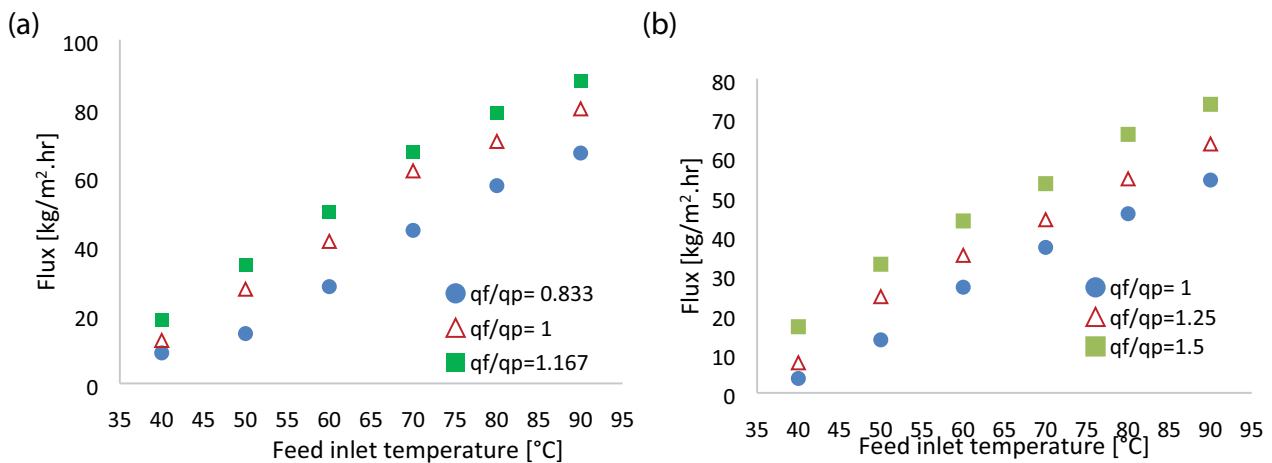 (a)
100
80
60
40
20
0
Flux [kg/m².hr]
qf/qp= 0.833
qf/qp= 1
qf/qp=1.167
35 40 45 50 55 60 65 70 75 80 85 90 95
Feed inlet temperature [°C]
(b)
80
70
60
50
40
30
20
10
0
Flux [kg/m².hr]
qf/qp= 1
qf/qp=1.25
qf/qp=1.5
35 40 45 50 55 60 65 70 75 80 85 90 95
Feed inlet temperature [°C]